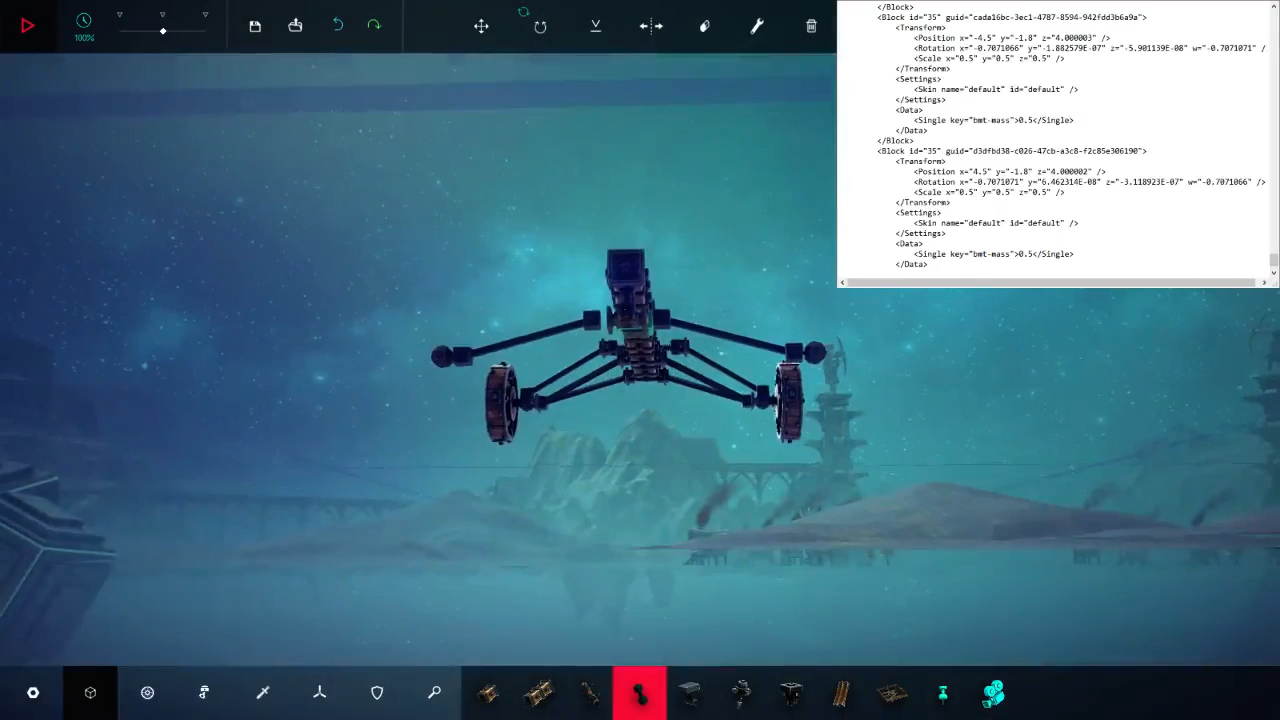 100%
</Block>
<Block id="35" guid="cada16bc-3ec1-4787-8594-942fdd3b6a9a">
<Transform>
<Position x="-4.5" y="-1.8" z="4.000003" />
<Rotation x="-0.7071066" y="-1.882579E-07" z="-5.901139E-08" w="-0.7071071" /
<Scale x="0.5" y="0.5" z="0.5" />
</Transform>
<Settings>
<Skin name="default" id="default" />
</Settings>
<Data>
<Single key="bmt-mass">0.5</Single>
</Data>
</Block>
<Block id="35" guid="d3dfbd38-c026-47cb-a3c8-f2c85e306190">
<Transform>
<Position x="4.5" y="-1.8" z="4.000002" />
<Rotation x="-0.7071071" y="6.462314E-08" z="-3.118923E-07" w="-0.7071066" />
<Scale x="0.5" y="0.5" z="0.5" />
</Transform>
<Settings>
<Skin name="default" id="default" />
</Settings>
<Data>
<Single key="bmt-mass">0.5</Single>
</Data>